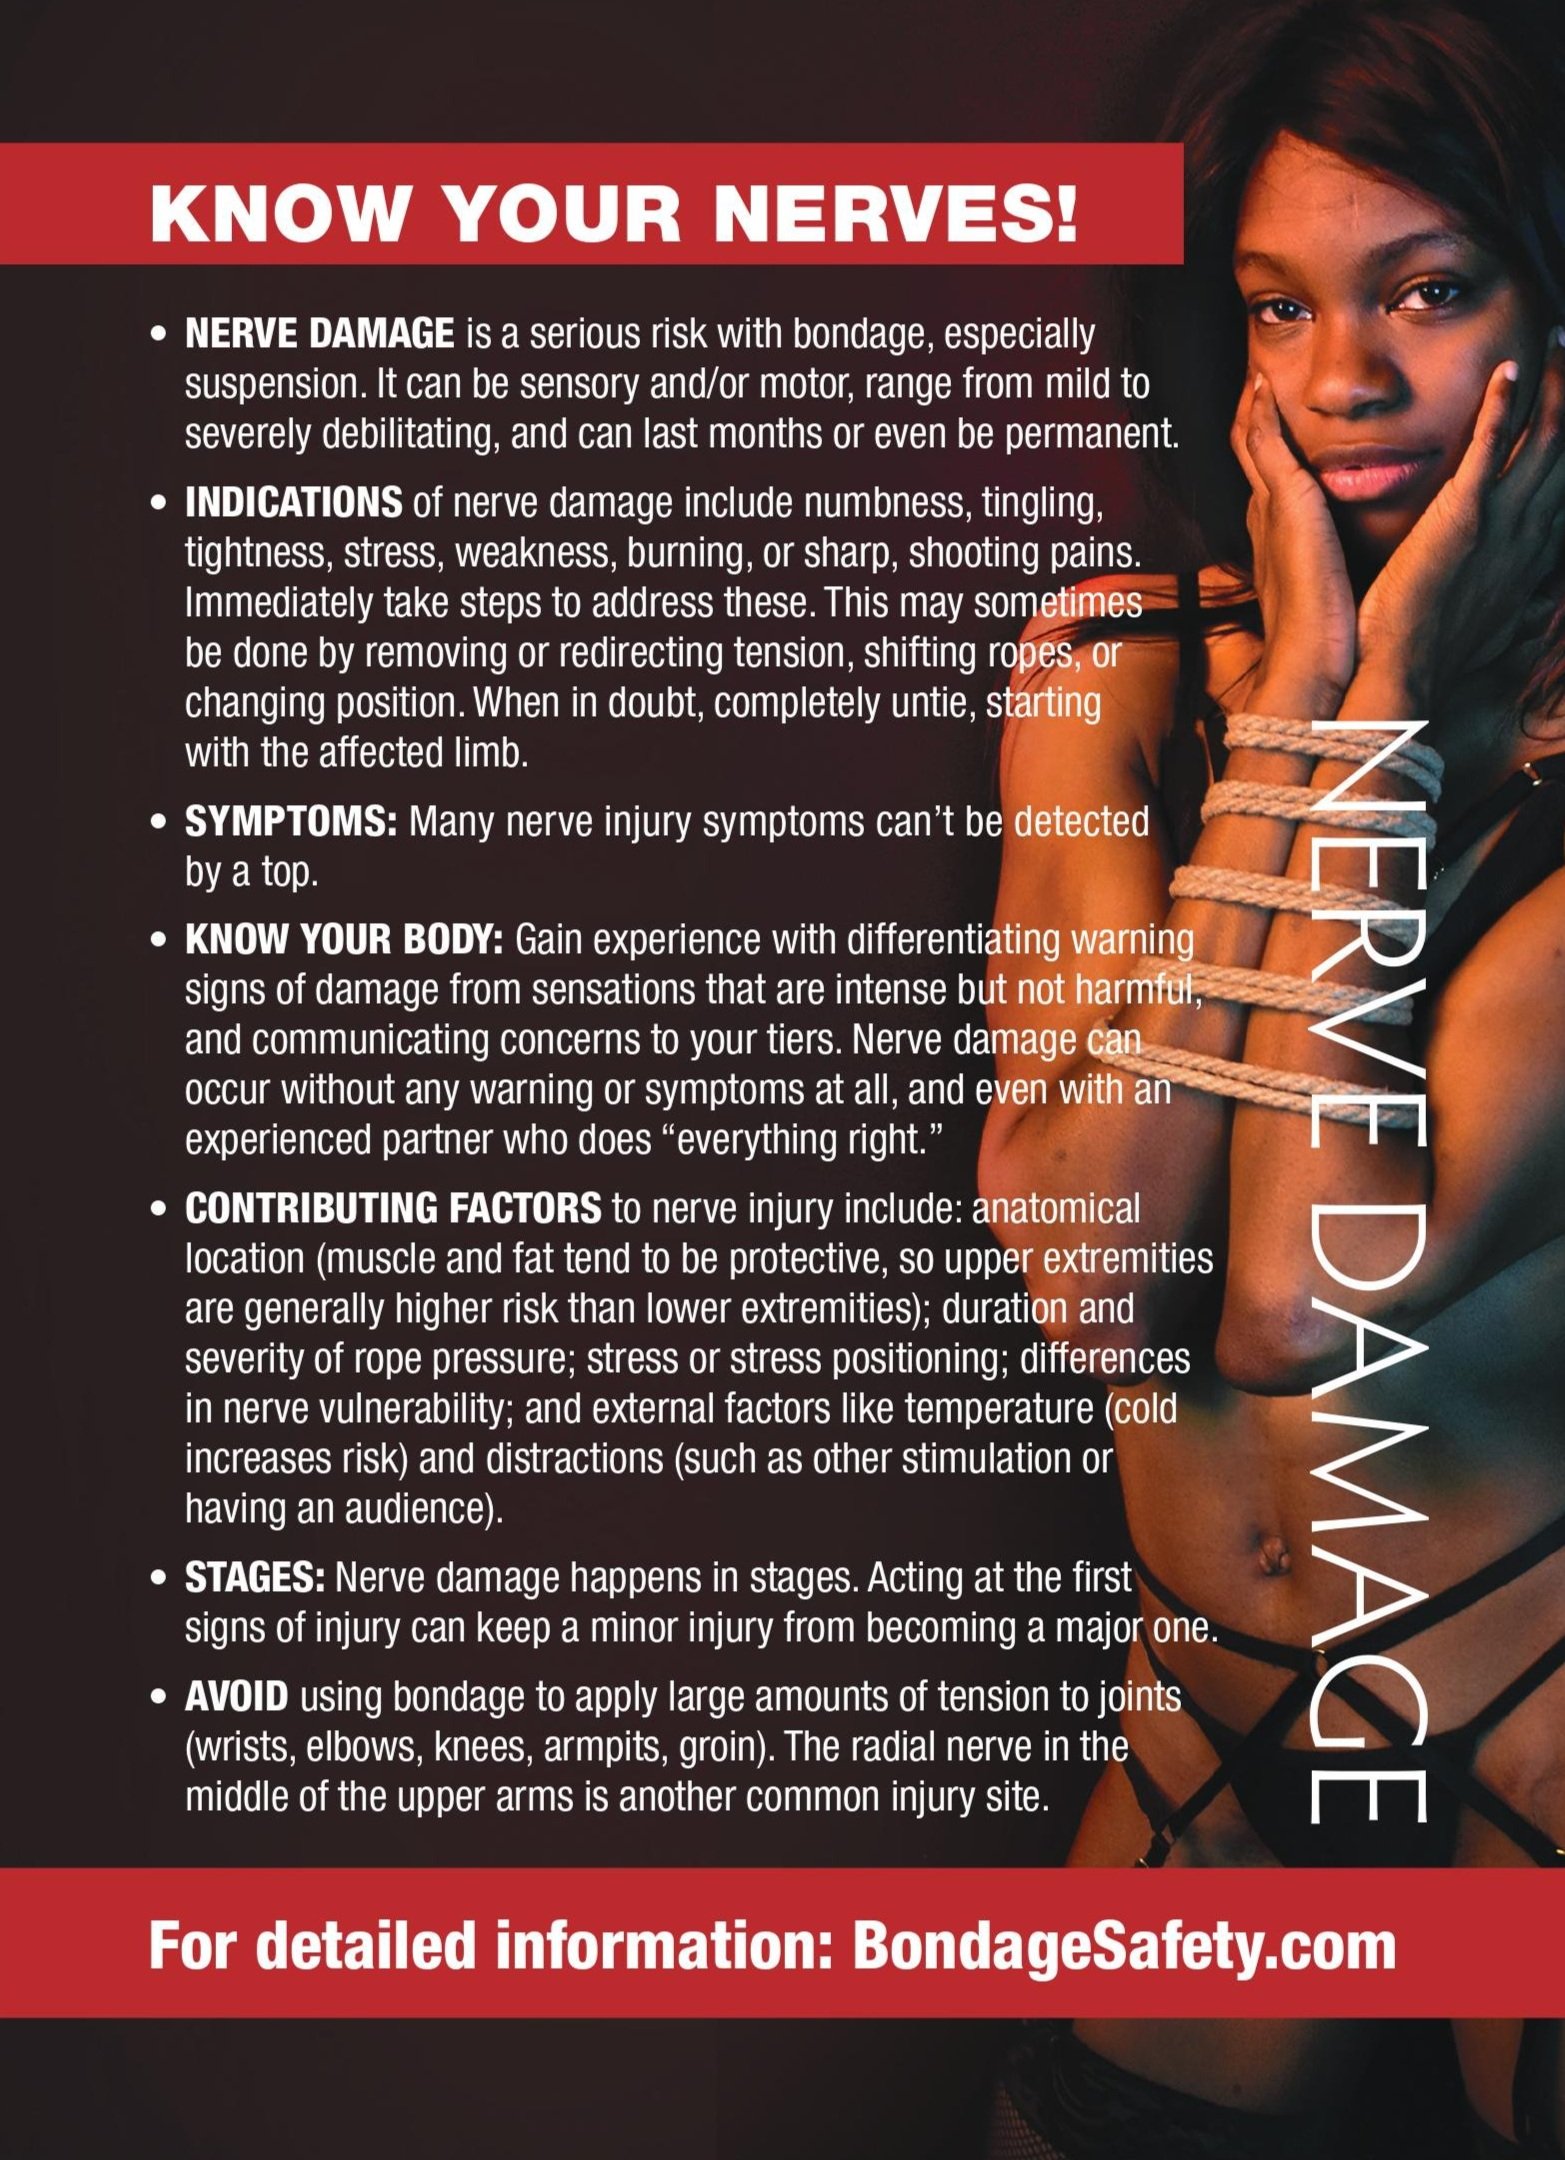 KNOW YOUR NERVES!
• NERVE DAMAGE is a serious risk with bondage, especially
suspension. It can be sensory and/or motor, range from mild to
severely debilitating, and can last months or even be permanent.
• INDICATIONS of nerve damage include numbness, tingling,
tightness, stress, weakness, burning, or sharp, shooting pains.
Immediately take steps to address these. This may sometimes
be done by removing or redirecting tension, shifting ropes, or
changing position. When in doubt, completely untie, starting
with the affected limb.
• SYMPTOMS: Many nerve injury symptoms can’t be detected
by a top.
• KNOW YOUR BODY: Gain experience with differentiating warning
signs of damage from sensations that are intense but not harmful,
and communicating concerns to your tiers. Nerve damage can
occur without any warning or symptoms at all, and even with an
experienced partner who does “everything right.”
• CONTRIBUTING FACTORS to nerve injury include: anatomical
location (muscle and fat tend to be protective, so upper extremities
are generally higher risk than lower extremities); duration and
severity of rope pressure; stress or stress positioning; differences
in nerve vulnerability; and external factors like temperature (cold
increases risk) and distractions (such as other stimulation or
having an audience).
• STAGES: Nerve damage happens in stages. Acting at the first
signs of injury can keep a minor injury from becoming a major one.
• AVOID using bondage to apply large amounts of tension to joints
(wrists, elbows, knees, armpits, groin). The radial nerve in the
middle of the upper arms is another common injury site.
NERVE DAMAGE
For detailed information: BondageSafety.com